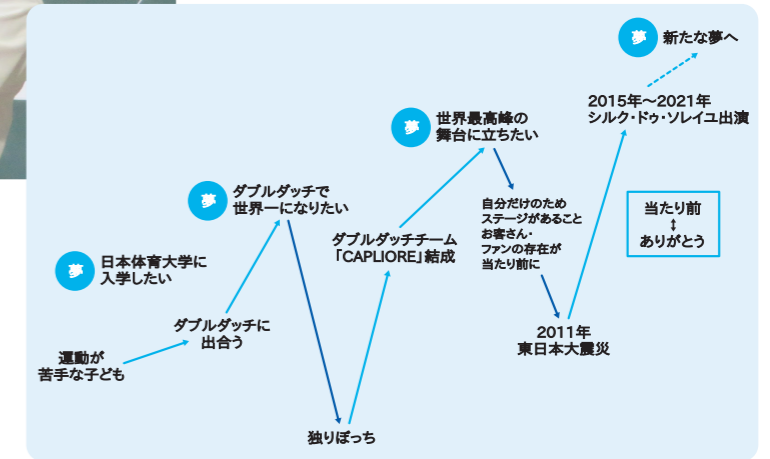 運動が
苦手な子ども
夢
日本体育大学に
入学したい
ダブルダッチに
出合う
夢
ダブルダッチで
世界一になりたい
独りぼっち
ダブルダッチチーム
「CAPLIORE」結成
夢
世界最高峰の
舞台に立ちたい
自分だけのため
ステージがあること
お客さん・
ファンの存在が
当たり前に
2011年
東日本大震災
2015年~2021年
シルク・ドゥ・ソレイユ出演
夢
新たな夢へ
当たり前
↕
ありがとう